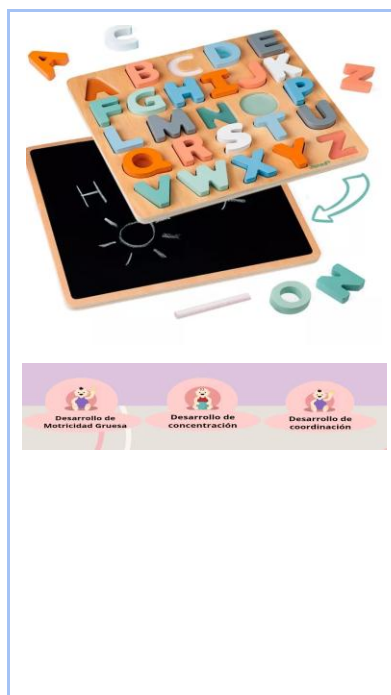 A C
A B C D E
F G H I J K
Z
L M N P
Q R S T U
V W X Y Z
H
O N
Desarrollo de
Motricidad Gruesa
Desarrollo de
concentración
Desarrollo de
coordinación